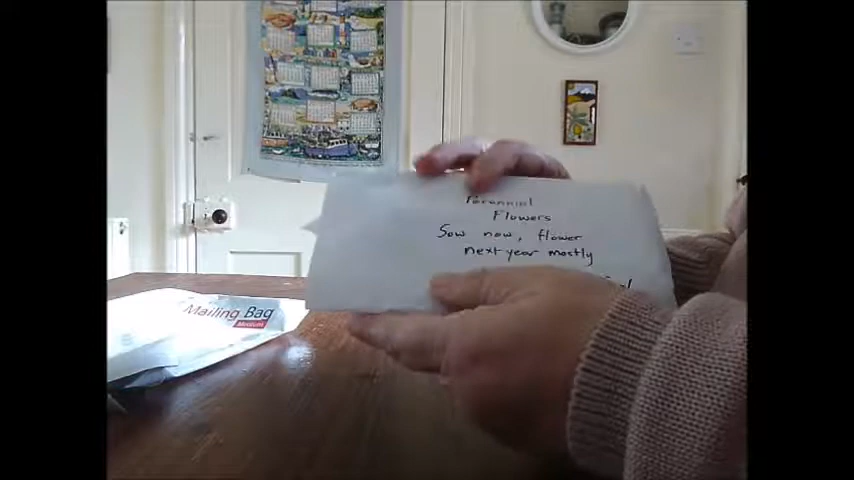 Perennial
Flowers
Sow now, flower
next year mostly
Mailing Bag
Medium